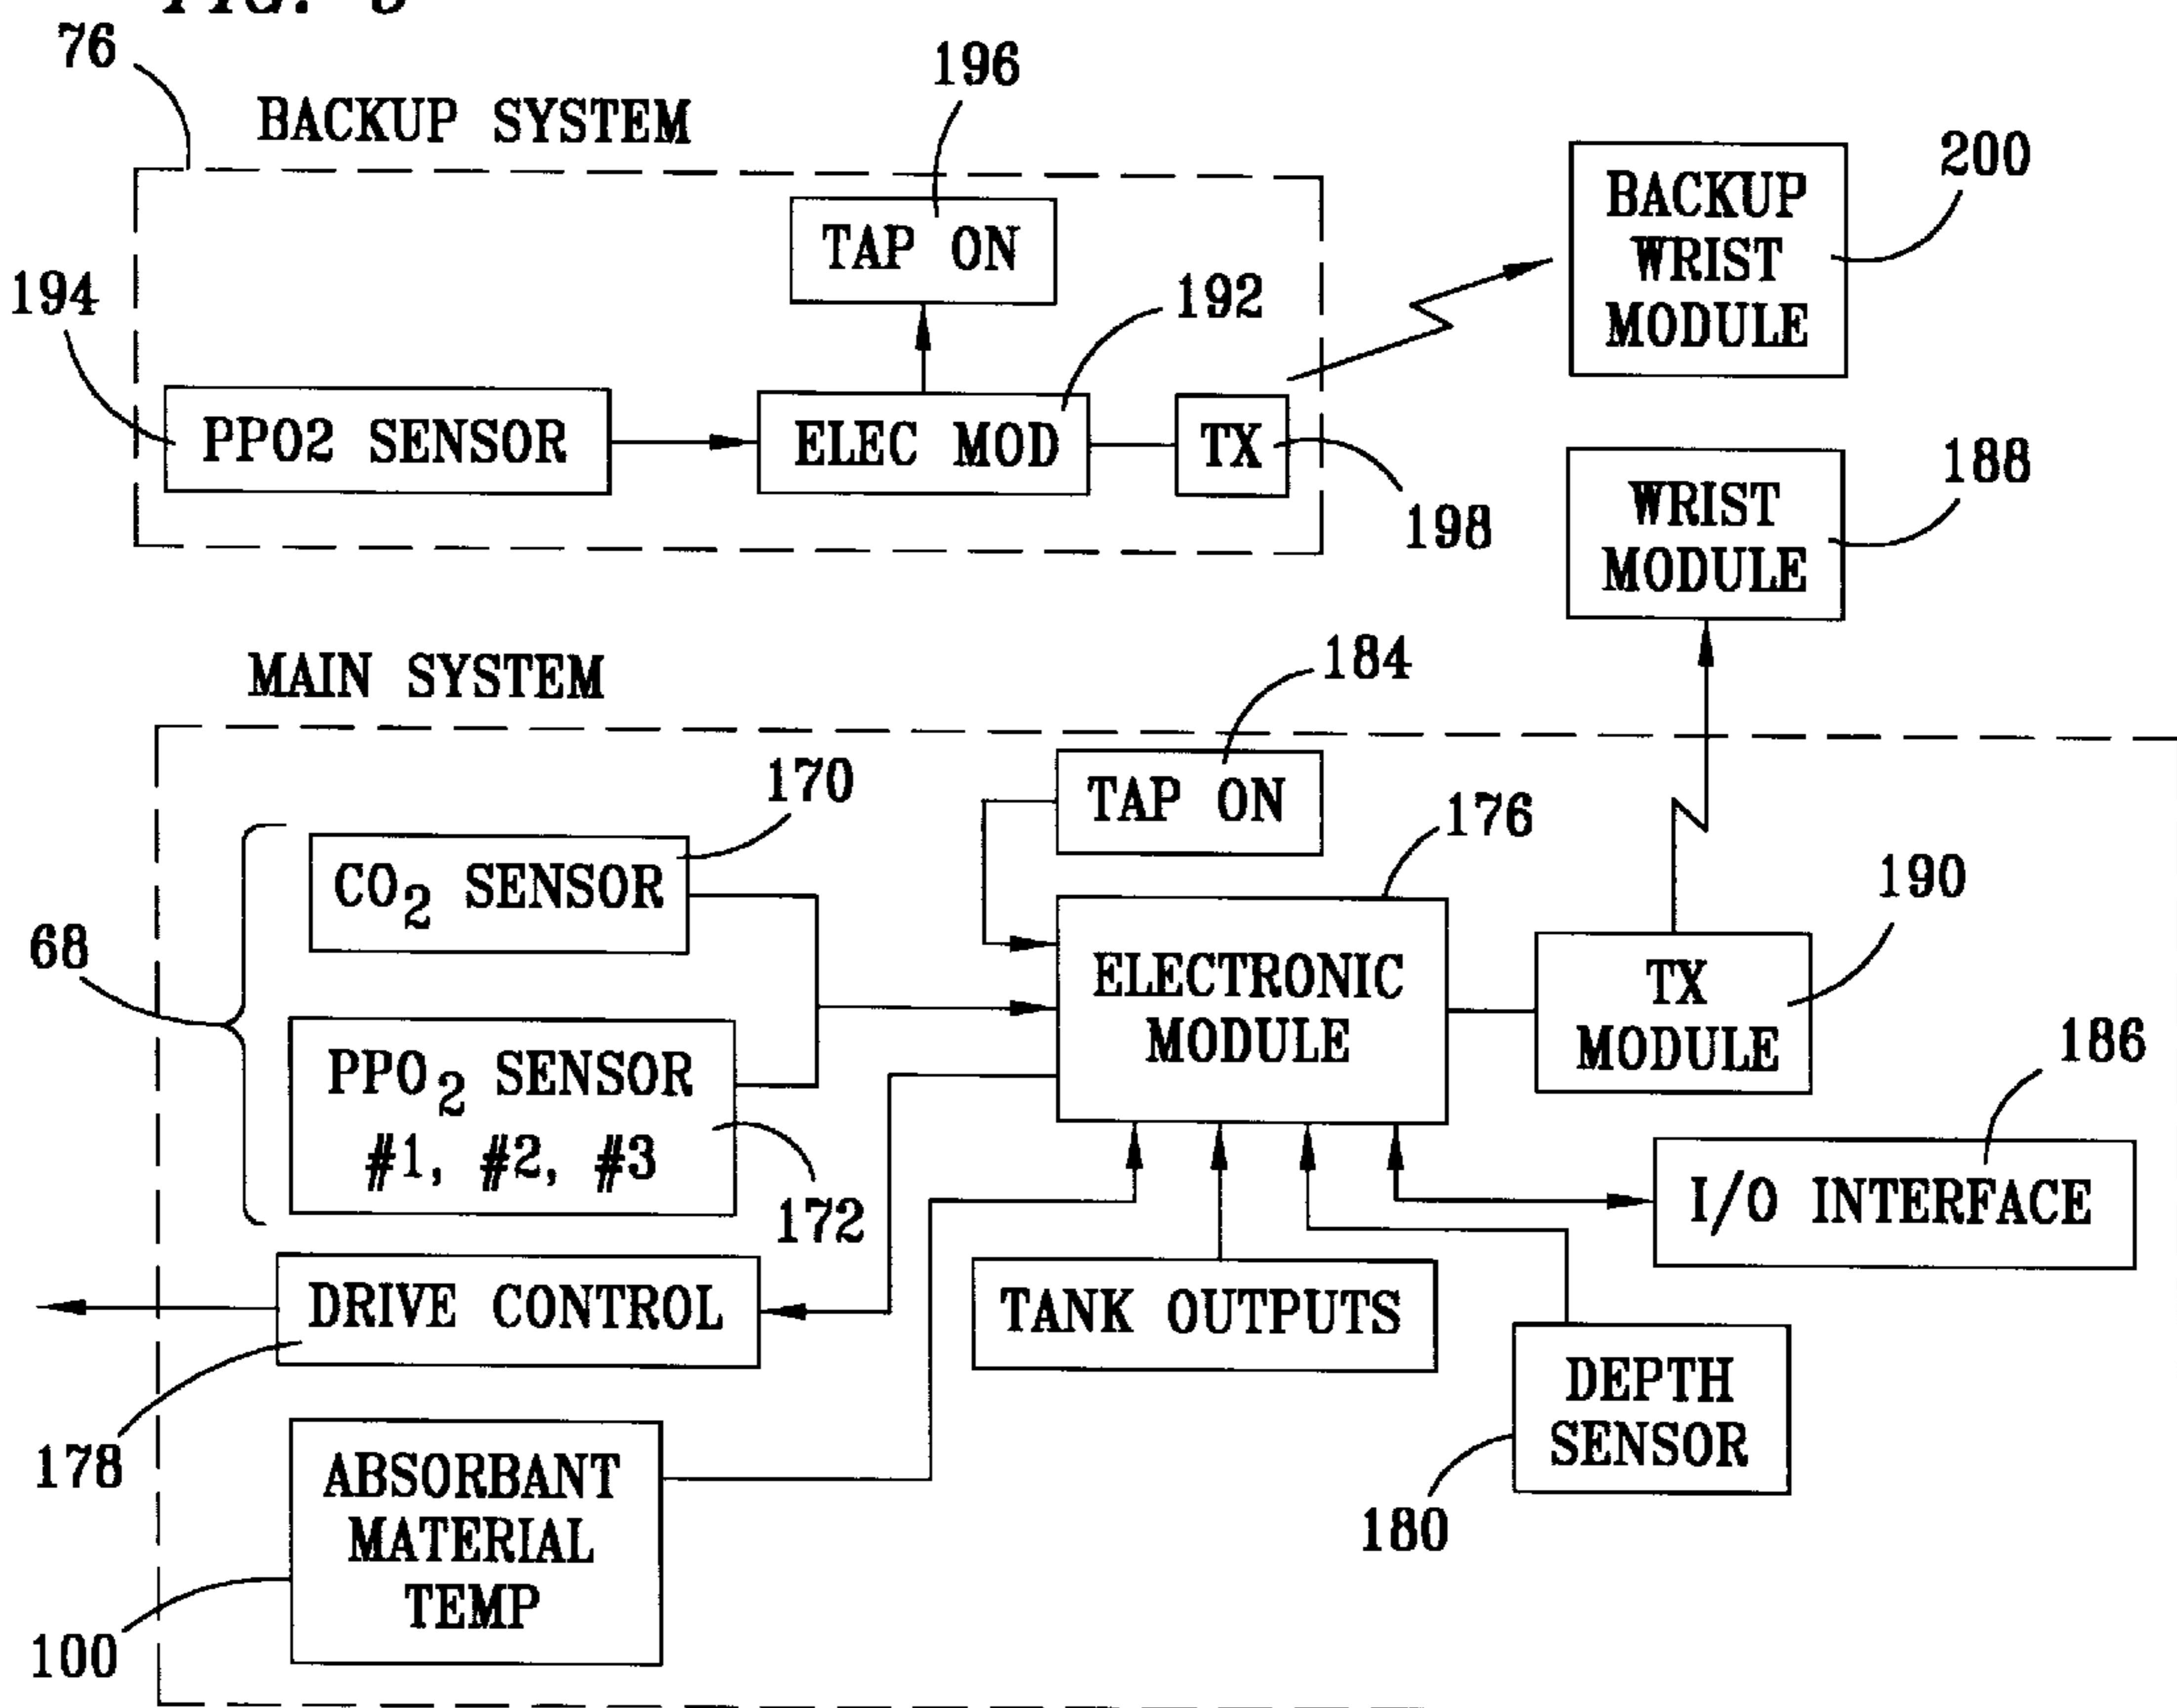 76
BACKUP SYSTEM
196
TAP ON
194
192
PPO2 SENSOR
ELEC MOD
TX
198
BACKUP
WRIST
MODULE
200
WRIST
MODULE
188
MAIN SYSTEM
184
TAP ON
170
CO2 SENSOR
176
68
ELECTRONIC
MODULE
190
TX
MODULE
PPO2 SENSOR
#1, #2, #3
172
186
I/O INTERFACE
DRIVE CONTROL
178
TANK OUTPUTS
DEPTH
SENSOR
180
ABSORBANT
MATERIAL
TEMP
100